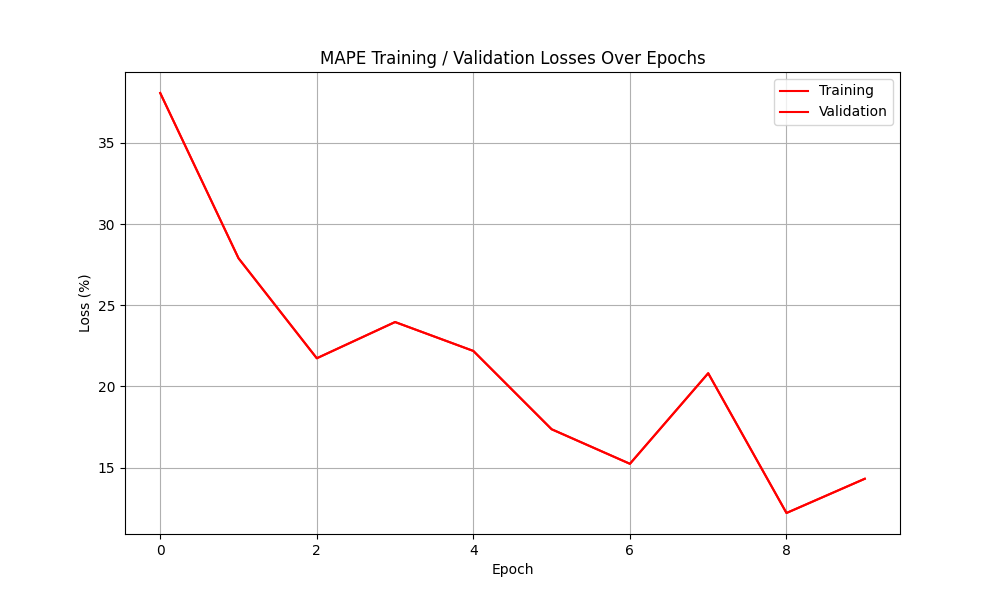 MAPE Training / Validation Losses Over Epochs
Training
Validation
35
30
25
20
15
Loss (%)
0 2 4 6 8
Epoch